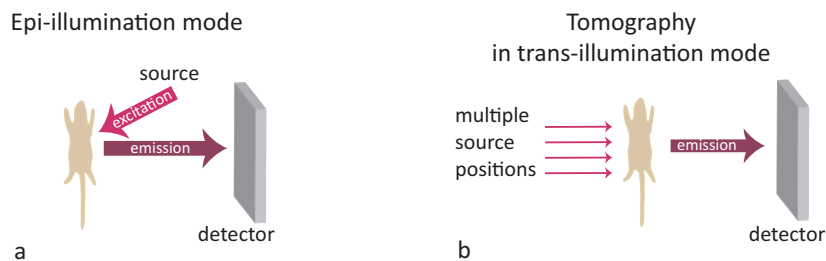 Epi-illumination mode
source
excitation
emission
detector
a
Tomography
in trans-illumination mode
multiple
source
positions
emission
detector
b